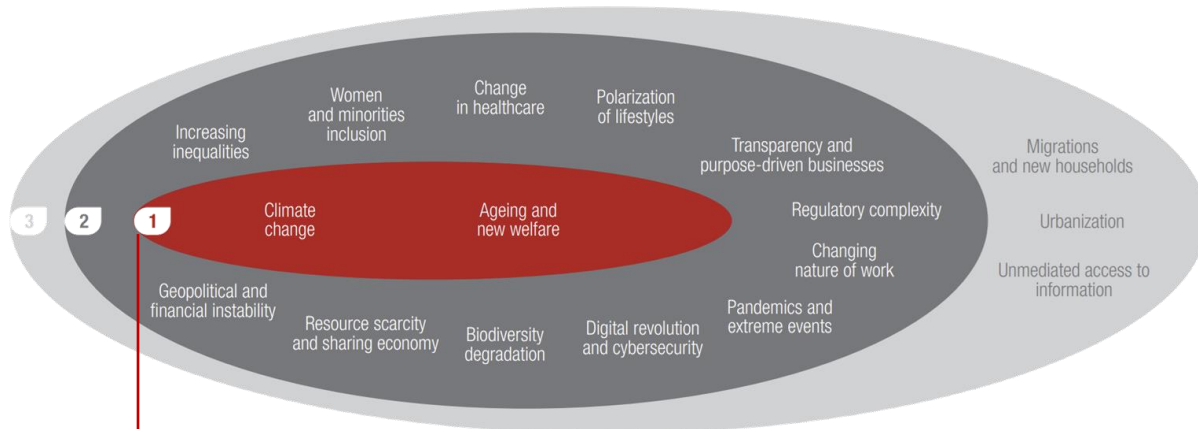 Women
and minorities
inclusion
Change
in healthcare
Polarization
of lifestyles
Increasing
inequalities
Transparency and
purpose-driven businesses
Migrations
and new households
3
2
1
Climate
change
Ageing and
new welfare
Regulatory complexity
Urbanization
Changing
nature of work
Unmediated access to
information
Geopolitical and
financial instability
Resource scarcity
and sharing economy
Biodiversity
degradation
Digital revolution
and cybersecurity
Pandemics and
extreme events